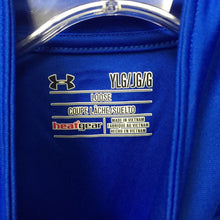 YLG/JG/G
LOOSE
COUPE LÂCHE/SUELTO
heatgear
MADE IN VIETNAM
FABRIQUÉ AU VIETNAM
HECHO EN VIETNAM